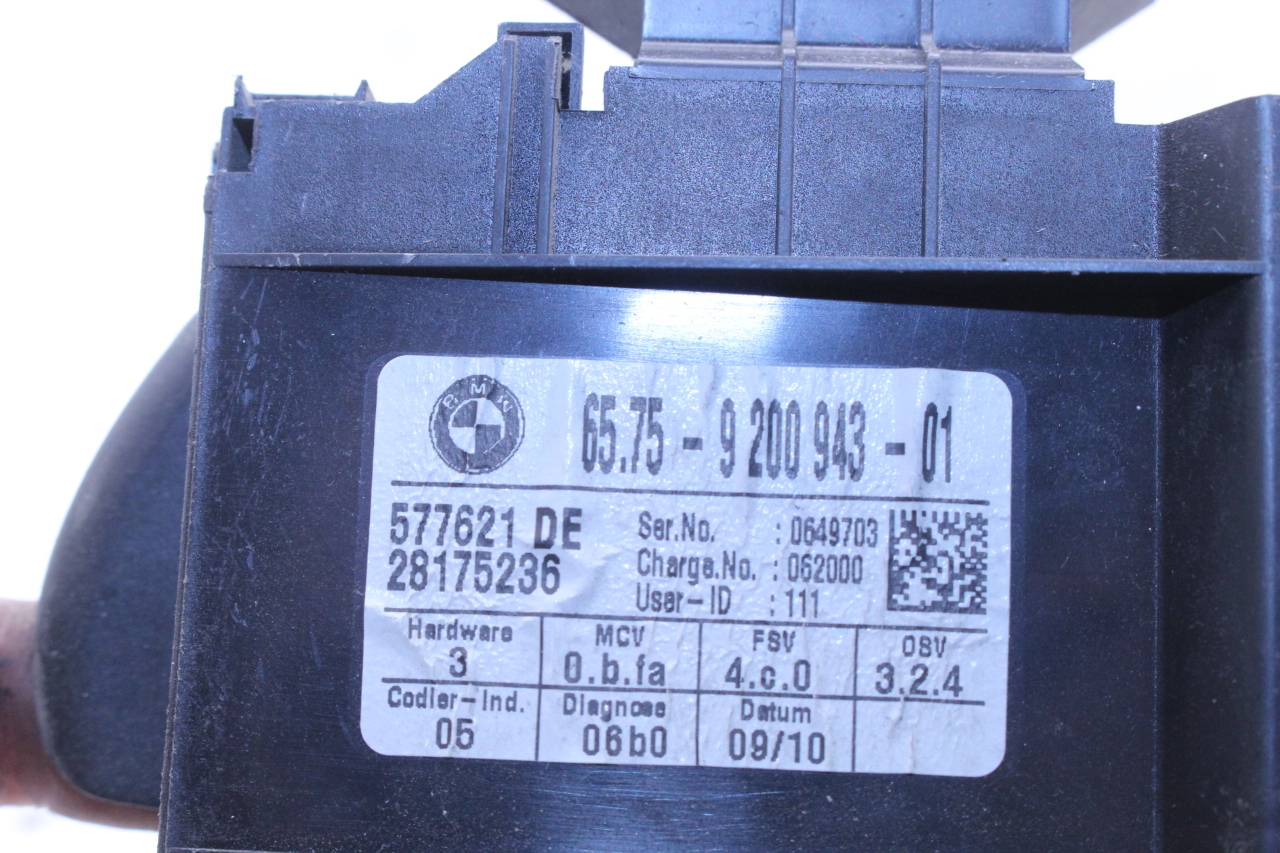 BMW
65.75 - 9 200 943 - 01
577621 DE
28175236
Ser.No. : 0649703
Charge.No. : 062000
User-ID : 111
Hardware MCV FSV OSV
3 0.b.fa 4.c.0 3.2.4
Codier-Ind. Diagnose Datum
05 06b0 09/10